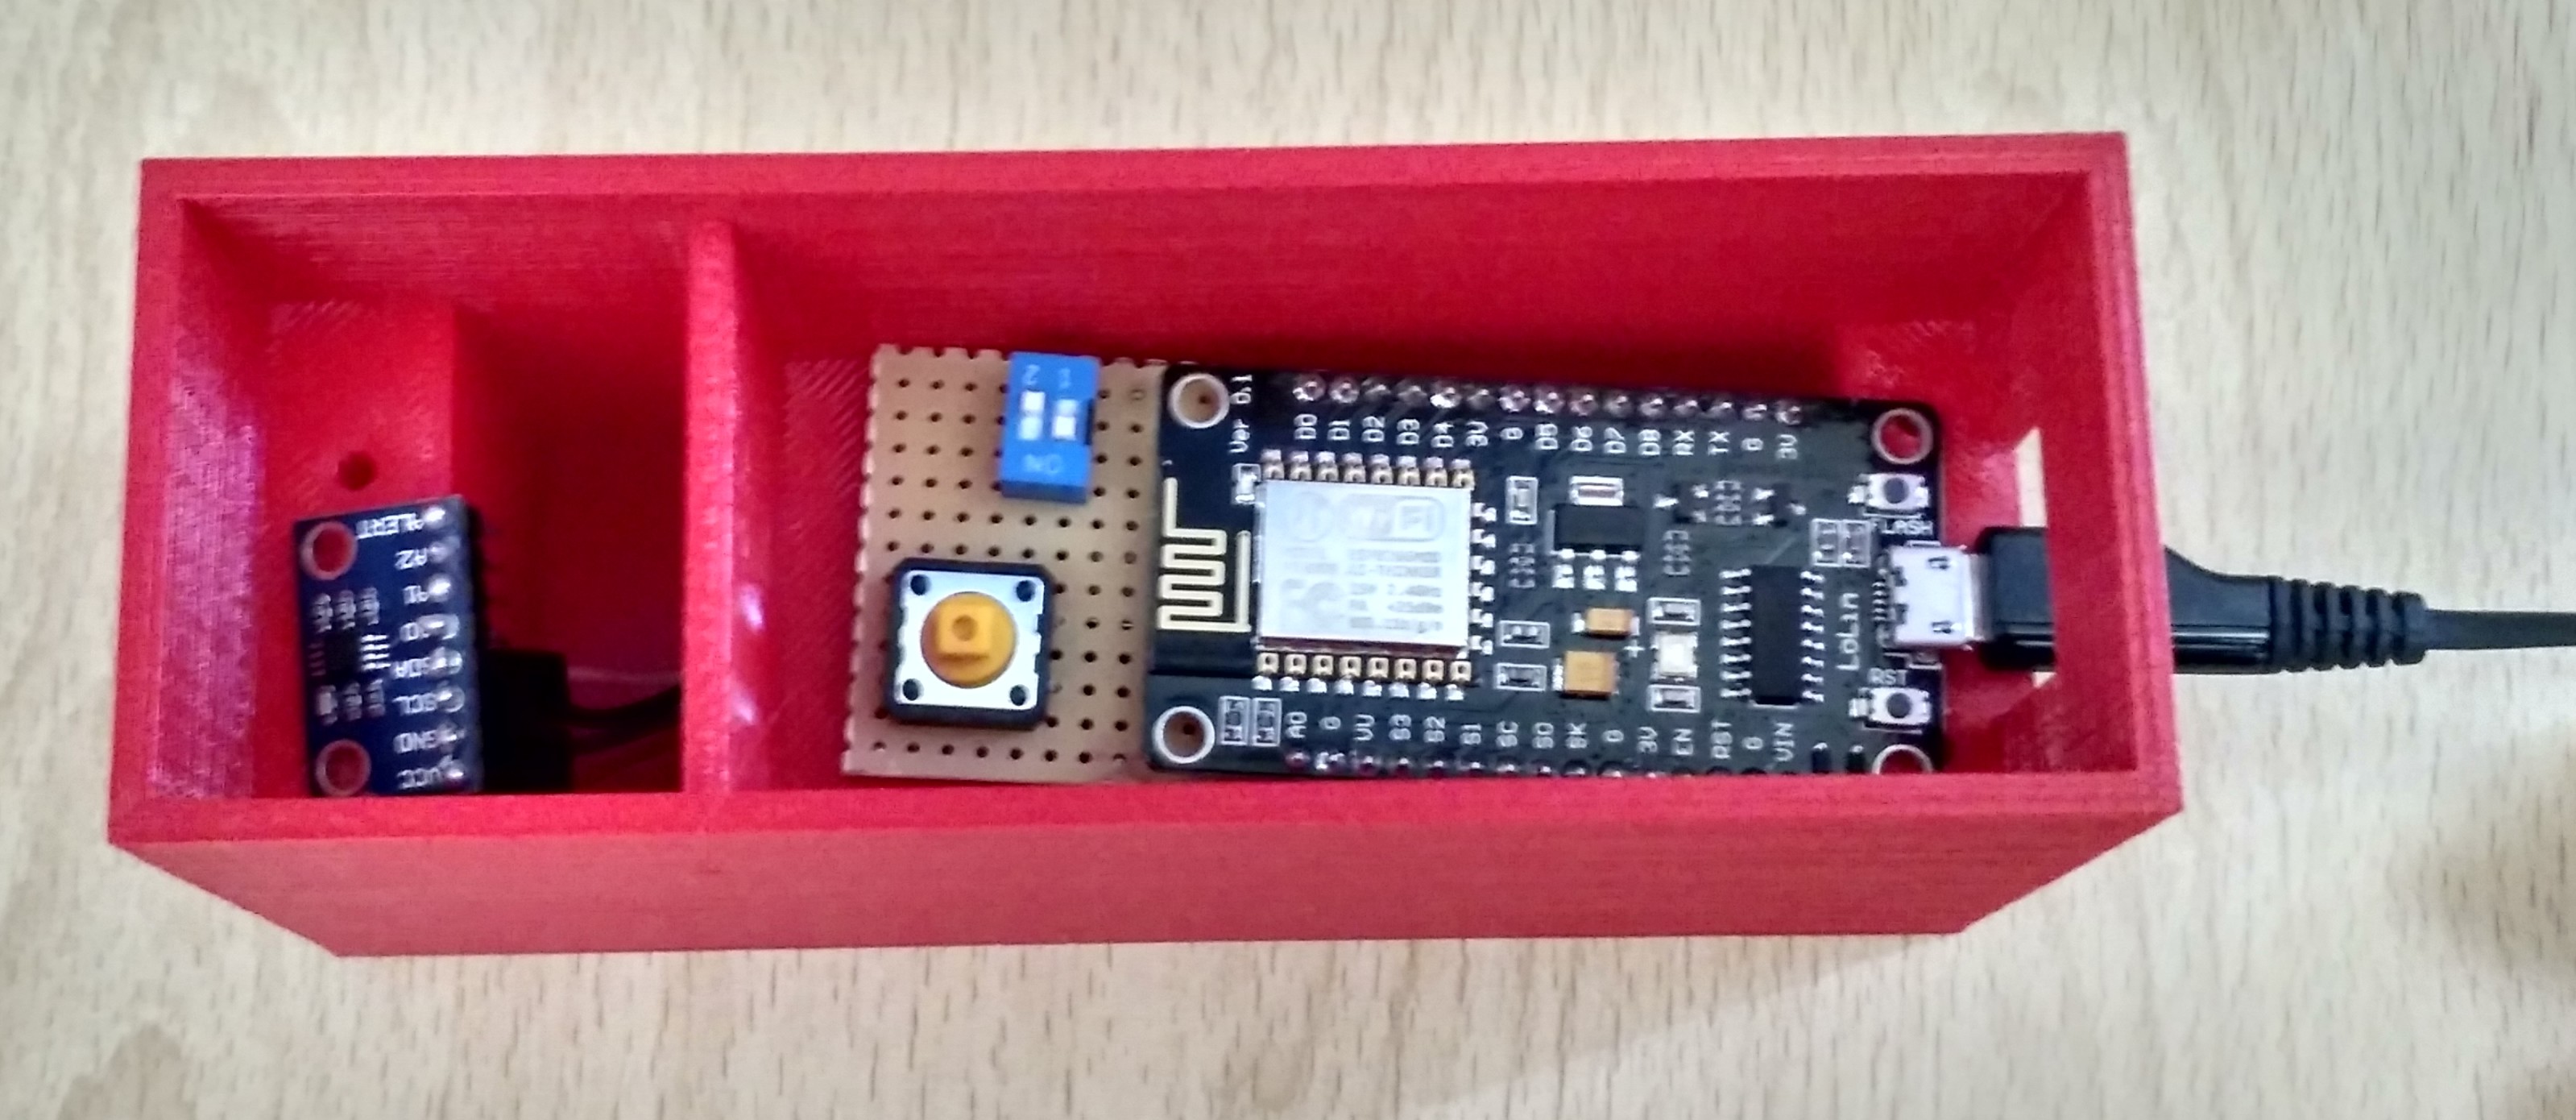 2 1
ON
Ver 0.1
D0 D1 D2 D3 D4 3V G D5 D6 D7 D8 RX TX G 3V
FLASH
WiFi
LoLin
RST
A0 G VU S3 S2 S1 SC SO SK G 3V EN RST G VIN
ALERT
A2
A1
A0
SDA
SCL
GND
VCC